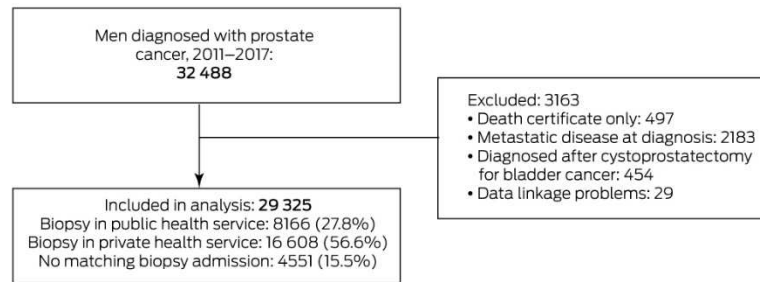 Men diagnosed with prostate
cancer, 2011–2017:
32 488
Excluded: 3163
• Death certificate only: 497
• Metastatic disease at diagnosis: 2183
• Diagnosed after cystoprostatectomy
for bladder cancer: 454
• Data linkage problems: 29
Included in analysis: 29 325
Biopsy in public health service: 8166 (27.8%)
Biopsy in private health service: 16 608 (56.6%)
No matching biopsy admission: 4551 (15.5%)